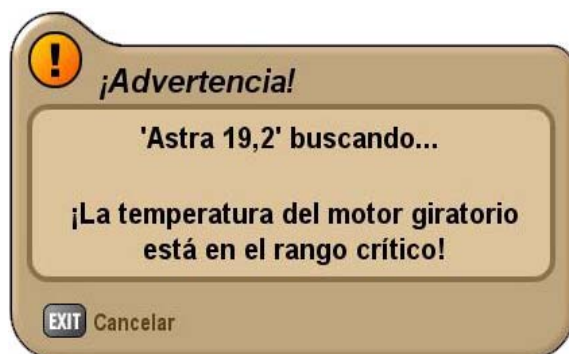 ¡Advertencia!
'Astra 19,2' buscando...
¡La temperatura del motor giratorio
está en el rango crítico!
EXIT Cancelar